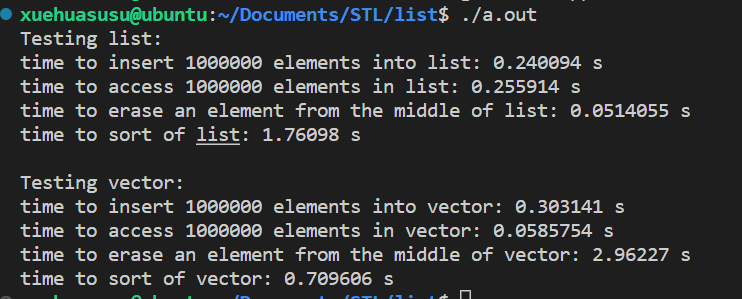 xuehuasusu@ubuntu:~/Documents/STL/list$ ./a.out
Testing list:
time to insert 1000000 elements into list: 0.240094 s
time to access 1000000 elements in list: 0.255914 s
time to erase an element from the middle of list: 0.0514055 s
time to sort of list: 1.76098 s
Testing vector:
time to insert 1000000 elements into vector: 0.303141 s
time to access 1000000 elements in vector: 0.0585754 s
time to erase an element from the middle of vector: 2.96227 s
time to sort of vector: 0.709606 s